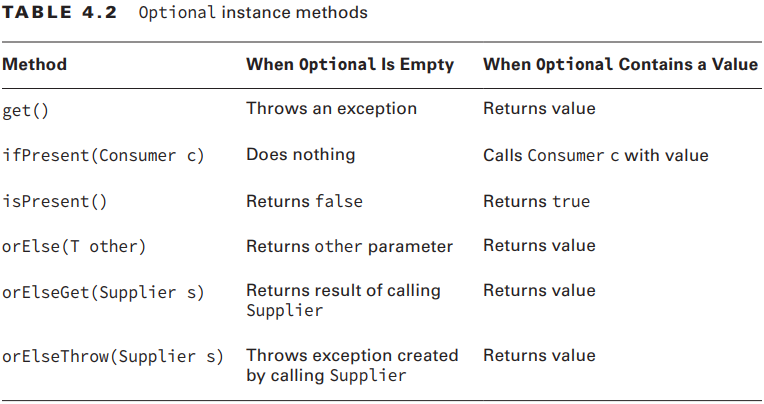 TABLE 4.2 Optional instance methods
Method When Optional Is Empty When Optional Contains a Value
get() Throws an exception Returns value
ifPresent(Consumer c) Does nothing Calls Consumer c with value
isPresent() Returns false Returns true
orElse(T other) Returns other parameter Returns value
orElseGet(Supplier s) Returns result of calling Returns value
Supplier
orElseThrow(Supplier s) Throws exception created Returns value
by calling Supplier